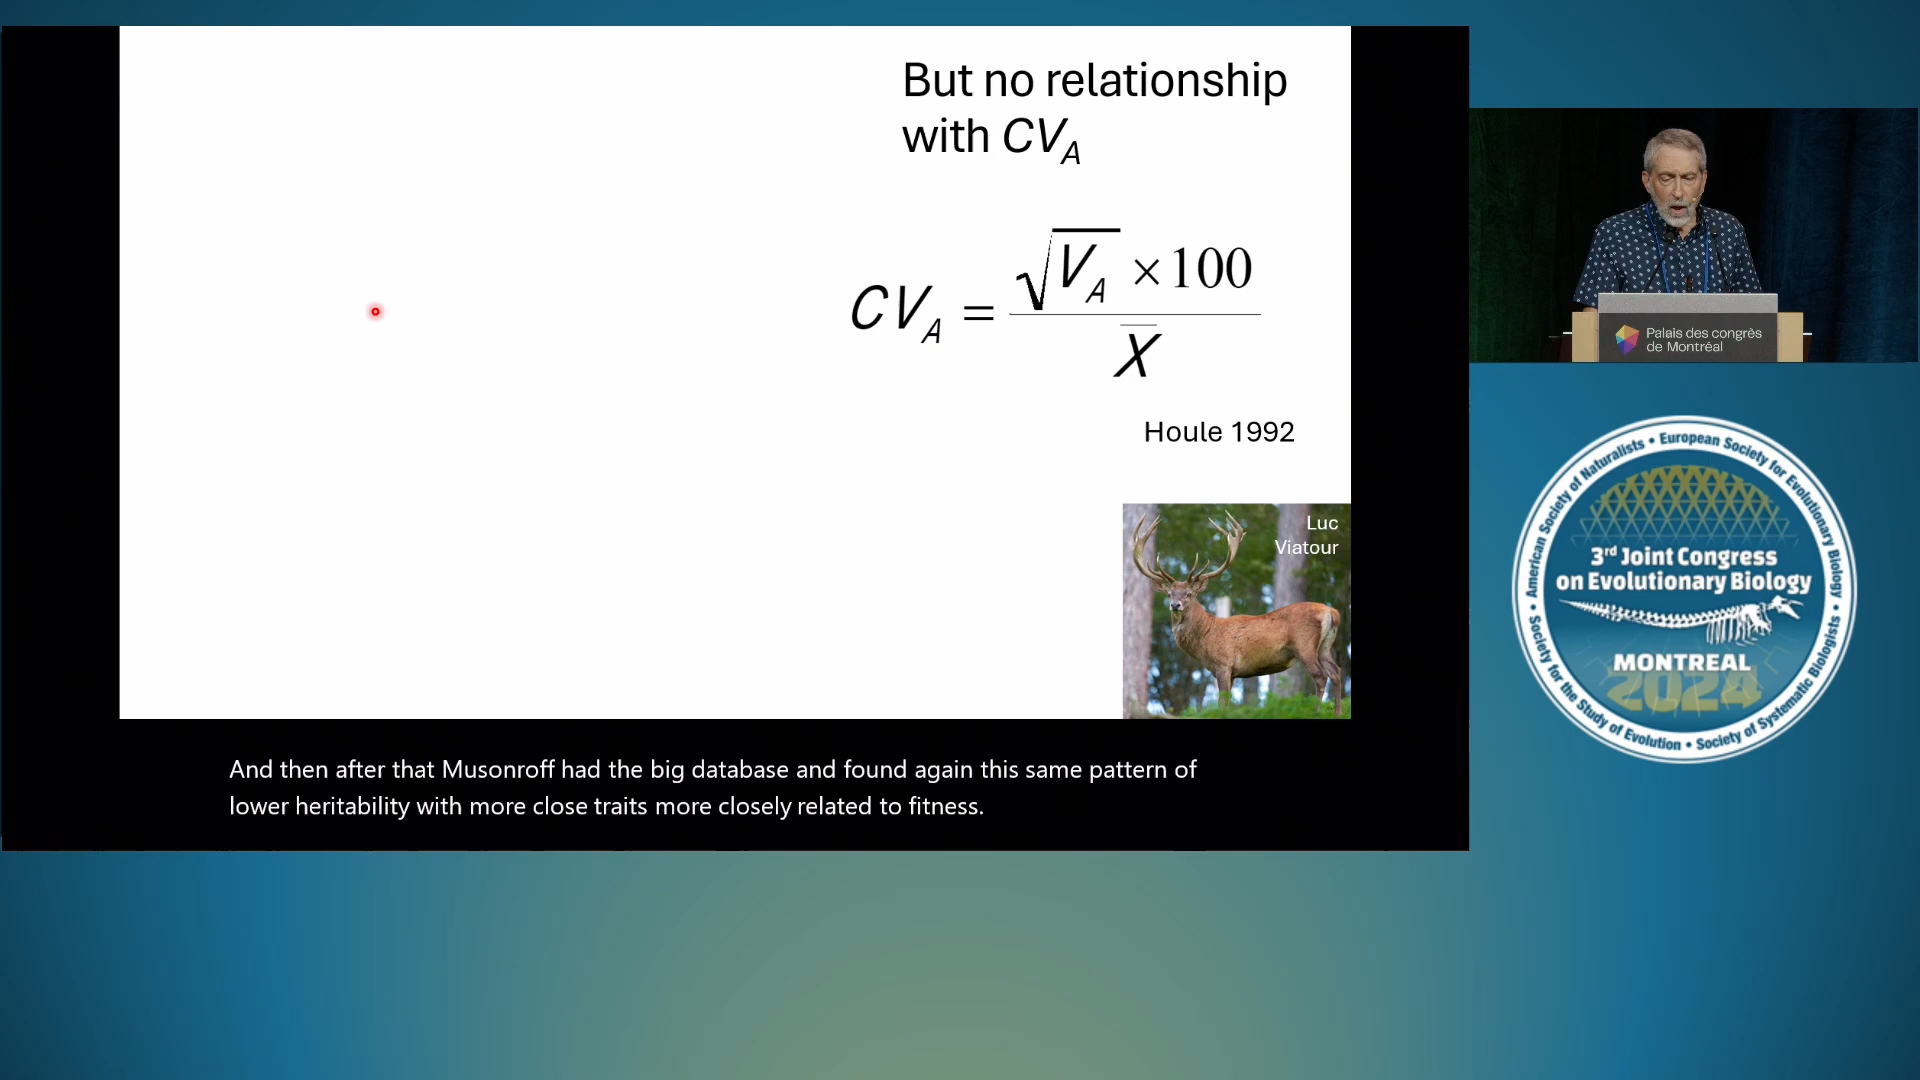 But no relationship
with CV_A
CV_A = √V_A ×100 / X̄
Houle 1992
Luc
Viatour
And then after that Musonroff had the big database and found again this same pattern of
lower heritability with more close traits more closely related to fitness.
Palais des congrès
de Montréal
American Society of Naturalists • European Society for Evolutionary Biology • Society of Systematic Biologists • Society for the Study of Evolution •
3rd Joint Congress
on Evolutionary Biology
MONTREAL
2024